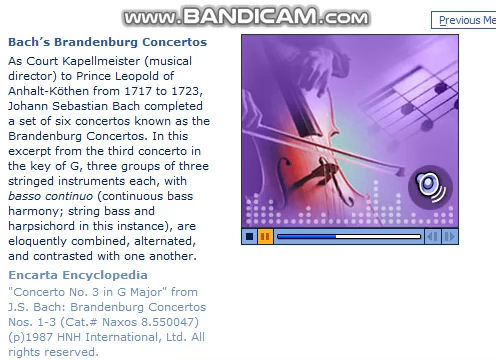 www.BANDICAM.com
Previous Me
Bach's Brandenburg Concertos
As Court Kapellmeister (musical
director) to Prince Leopold of
Anhalt-Köthen from 1717 to 1723,
Johann Sebastian Bach completed
a set of six concertos known as the
Brandenburg Concertos. In this
excerpt from the third concerto in
the key of G, three groups of three
stringed instruments each, with
basso continuo (continuous bass
harmony; string bass and
harpsichord in this instance), are
eloquently combined, alternated,
and contrasted with one another.
Encarta Encyclopedia
"Concerto No. 3 in G Major" from
J.S. Bach: Brandenburg Concertos
Nos. 1-3 (Cat.# Naxos 8.550047)
(p)1987 HNH International, Ltd. All
rights reserved.